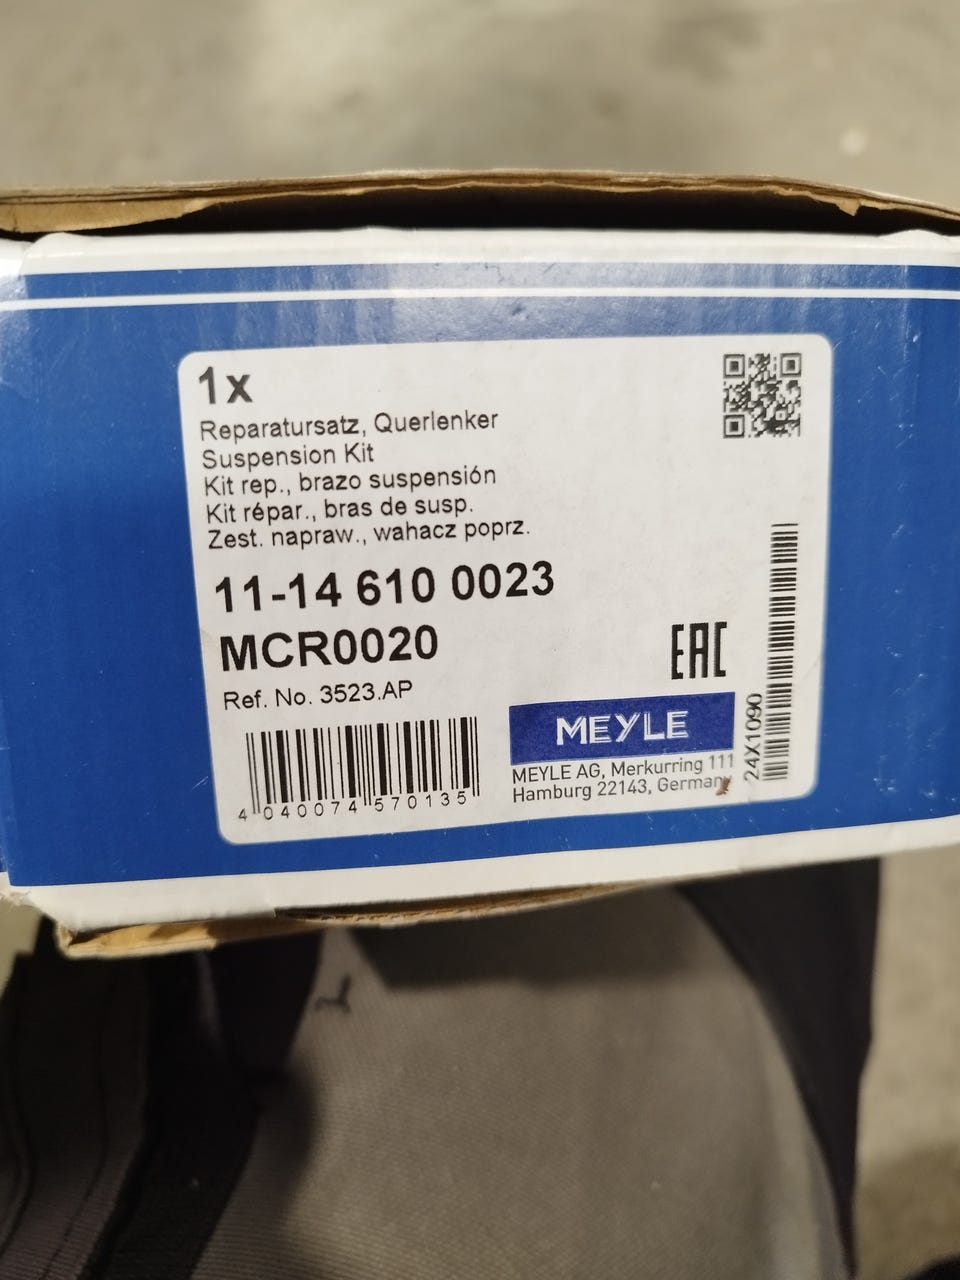 1x
Reparatursatz, Querlenker
Suspension Kit
Kit rep., brazo suspensión
Kit répar., bras de susp.
Zest. napraw., wahacz poprz.
11-14 610 0023
MCR0020
Ref. No. 3523.AP
EAC
MEYLE
MEYLE AG, Merkurring 111
Hamburg 22143, Germany
4 040074 570135
24X1090